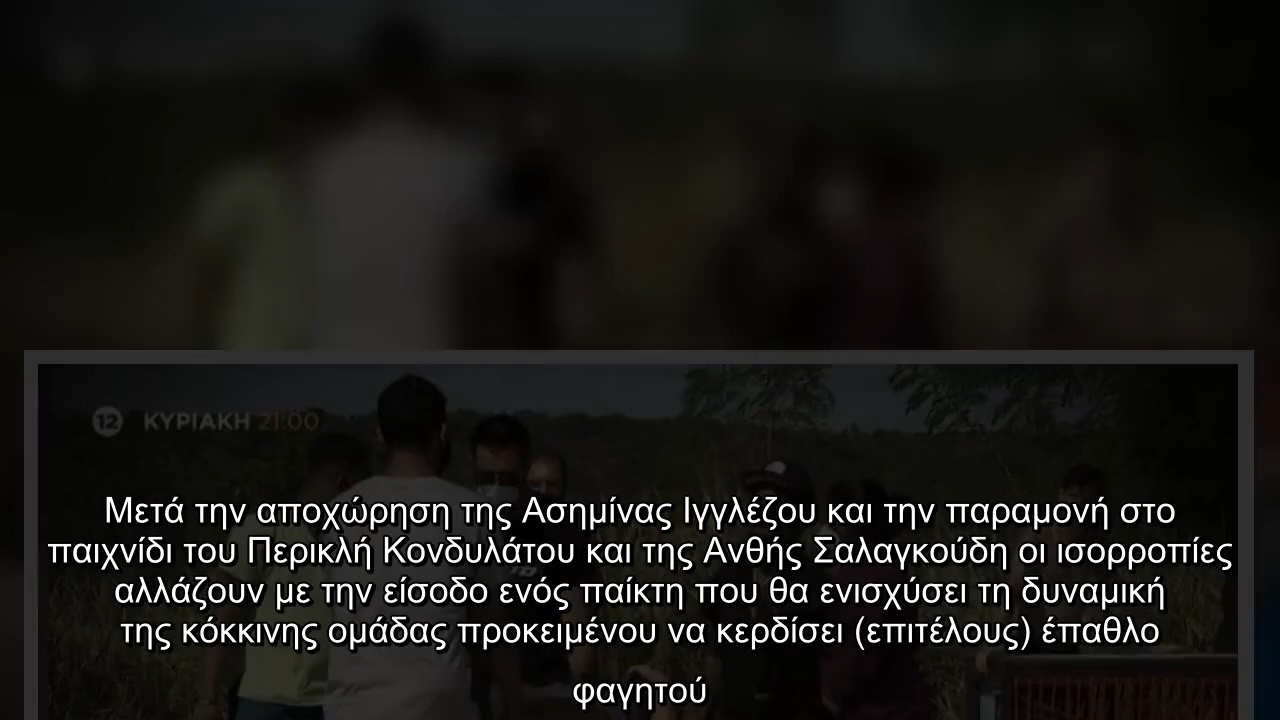 12 ΚΥΡΙΑΚΗ 21:00
Μετά την αποχώρηση της Ασημίνας Ιγγλέζου και την παραμονή στο
παιχνίδι του Περικλή Κονδυλάτου και της Ανθής Σαλαγκούδη οι ισορροπίες
αλλάζουν με την είσοδο ενός παίκτη που θα ενισχύσει τη δυναμική
της κόκκινης ομάδας προκειμένου να κερδίσει (επιτέλους) έπαθλο
φαγητού